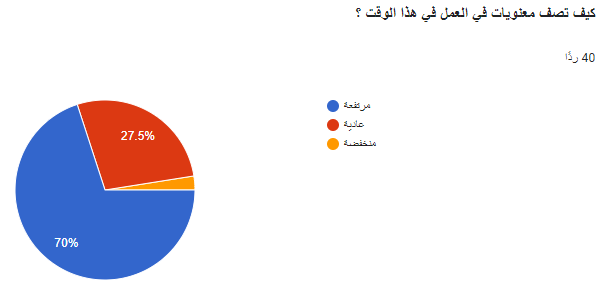 كيف تصف معنويات في العمل في هذا الوقت ؟
40 ردًا
مرتفعة
عادية
منخفضة
27.5%
70%